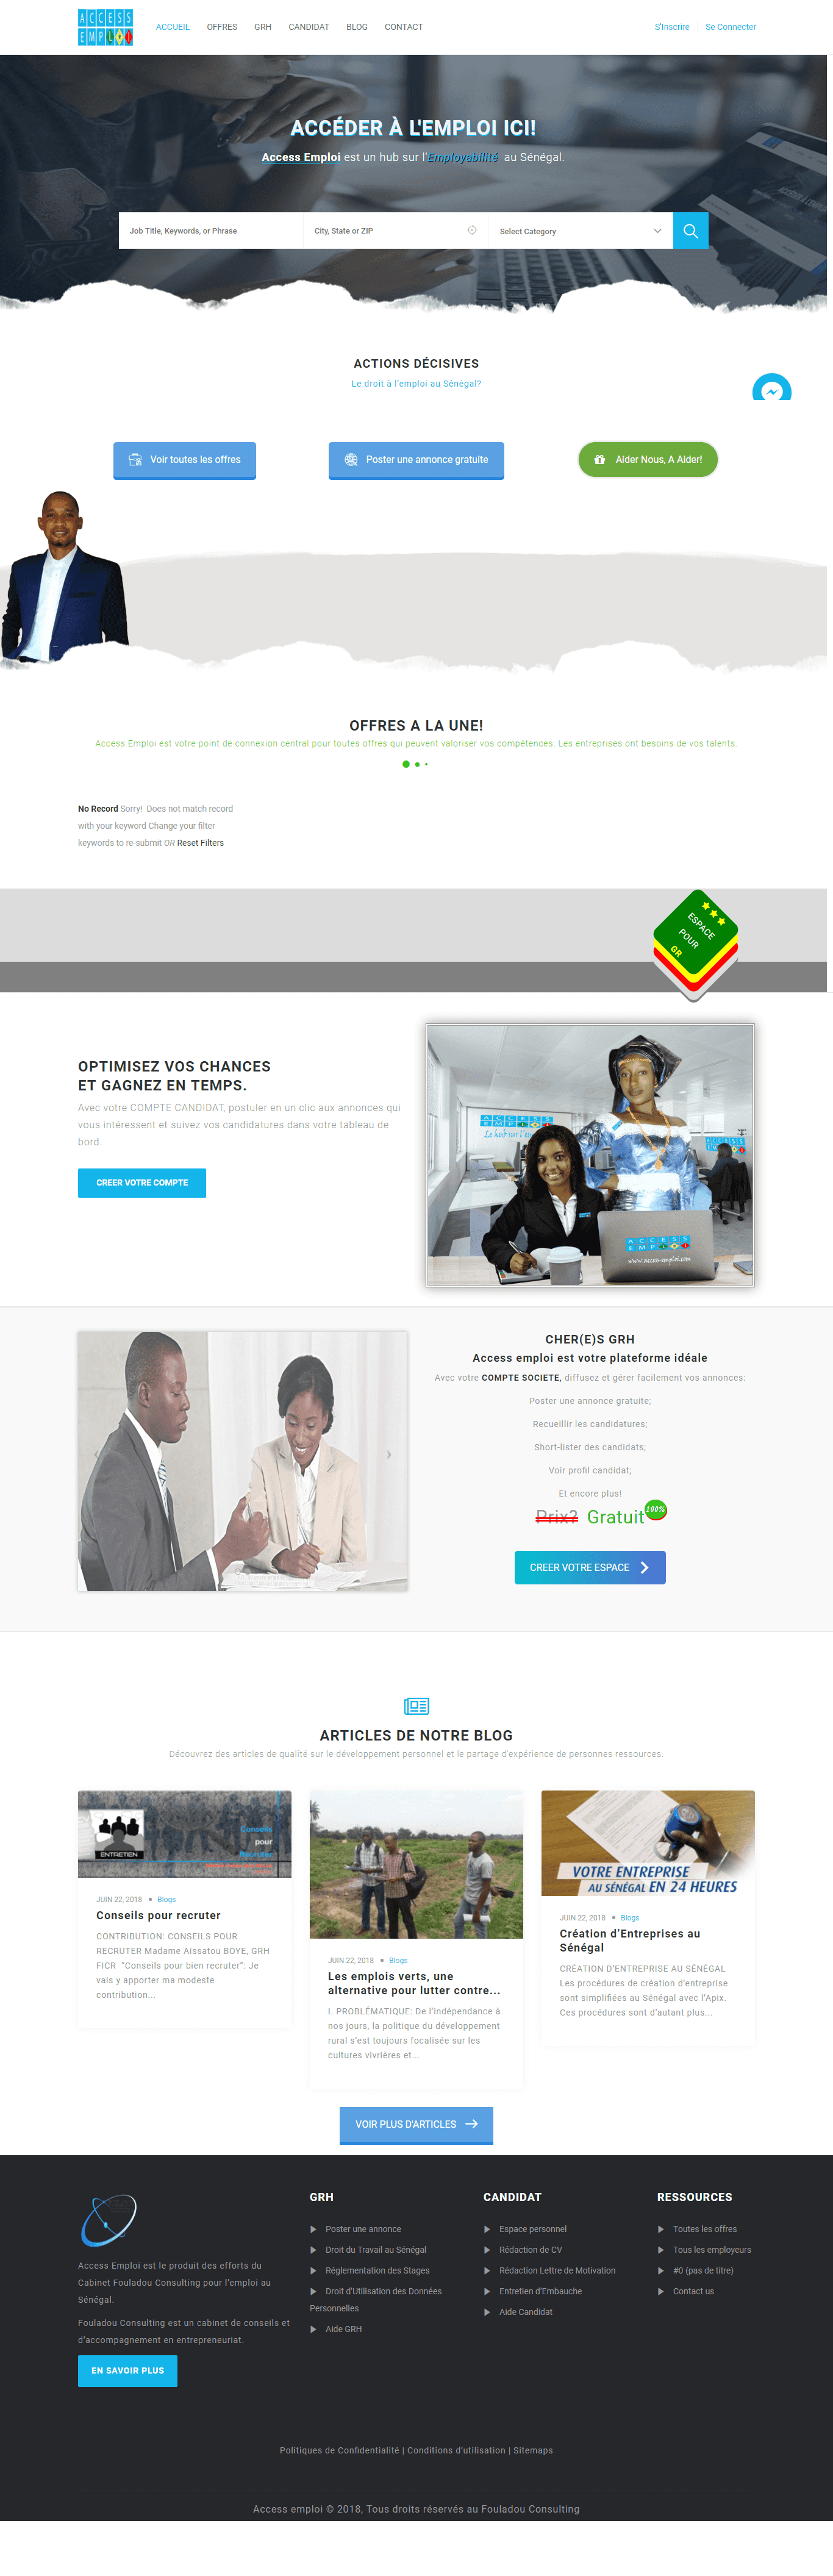 ACCESS
EMPLOI
ACCUEIL OFFRES GRH CANDIDAT BLOG CONTACT
S'Inscrire Se Connecter
ACCÉDER À L'EMPLOI ICI!
Access Emploi est un hub sur l'Employabilité au Sénégal.
Job Title, Keywords, or Phrase
City, State or ZIP
Select Category
ACTIONS DÉCISIVES
Le droit à l'emploi au Sénégal?
Voir toutes les offres
Poster une annonce gratuite
Aider Nous, A Aider!
OFFRES A LA UNE!
Access Emploi est votre point de connexion central pour toutes offres qui peuvent valoriser vos compétences. Les entreprises ont besoins de vos talents.
No Record Sorry! Does not match record
with your keyword Change your filter
keywords to re-submit OR Reset Filters
ESPACE
POUR
GR
OPTIMISEZ VOS CHANCES
ET GAGNEZ EN TEMPS.
Avec votre COMPTE CANDIDAT, postuler en un clic aux annonces qui
vous intéressent et suivez vos candidatures dans votre tableau de
bord.
CREER VOTRE COMPTE
ACCESS
EMPLOI
ACCESS
EMPLOI
www.access-emploi.com
CHER(E)S GRH
Access emploi est votre plateforme idéale
Avec votre COMPTE SOCIETE, diffusez et gérer facilement vos annonces:
Poster une annonce gratuite;
Recueillir les candidatures;
Short-lister des candidats;
Voir profil candidat;
Et encore plus!
Prix? Gratuit 100%
CREER VOTRE ESPACE
ARTICLES DE NOTRE BLOG
Découvrez des articles de qualité sur le développement personnel et le partage d'expérience de personnes ressources.
ENTRETIEN
Conseils
pour
Recruter
JUIN 22, 2018 Blogs
Conseils pour recruter
CONTRIBUTION: CONSEILS POUR
RECRUTER Madame Aissatou BOYE, GRH
FICR "Conseils pour bien recruter": Je
vais y apporter ma modeste
contribution...
JUIN 22, 2018 Blogs
Les emplois verts, une
alternative pour lutter contre...
I. PROBLÉMATIQUE: De l'Indépendance à
nos jours, la politique du développement
rural s'est toujours focalisée sur les
cultures vivrières et...
VOTRE ENTREPRISE
AU SÉNÉGAL EN 24 HEURES
JUIN 22, 2018 Blogs
Création d'Entreprises au
Sénégal
CRÉATION D'ENTREPRISE AU SÉNÉGAL
Les procédures de création d'entreprise
sont simplifiées au Sénégal avec l'Apix.
Ces procédures sont d'autant plus...
VOIR PLUS D'ARTICLES
Access Emploi est le produit des efforts du
Cabinet Fouladou Consulting pour l'emploi au
Sénégal.
Fouladou Consulting est un cabinet de conseils et
d'accompagnement en entrepreneuriat.
EN SAVOIR PLUS
GRH
Poster une annonce
Droit du Travail au Sénégal
Réglementation des Stages
Droit d'Utilisation des Données
Personnelles
Aide GRH
CANDIDAT
Espace personnel
Rédaction de CV
Rédaction Lettre de Motivation
Entretien d'Embauche
Aide Candidat
RESSOURCES
Toutes les offres
Tous les employeurs
#0 (pas de titre)
Contact us
Politiques de Confidentialité | Conditions d'utilisation | Sitemaps
Access emploi © 2018, Tous droits réservés au Fouladou Consulting